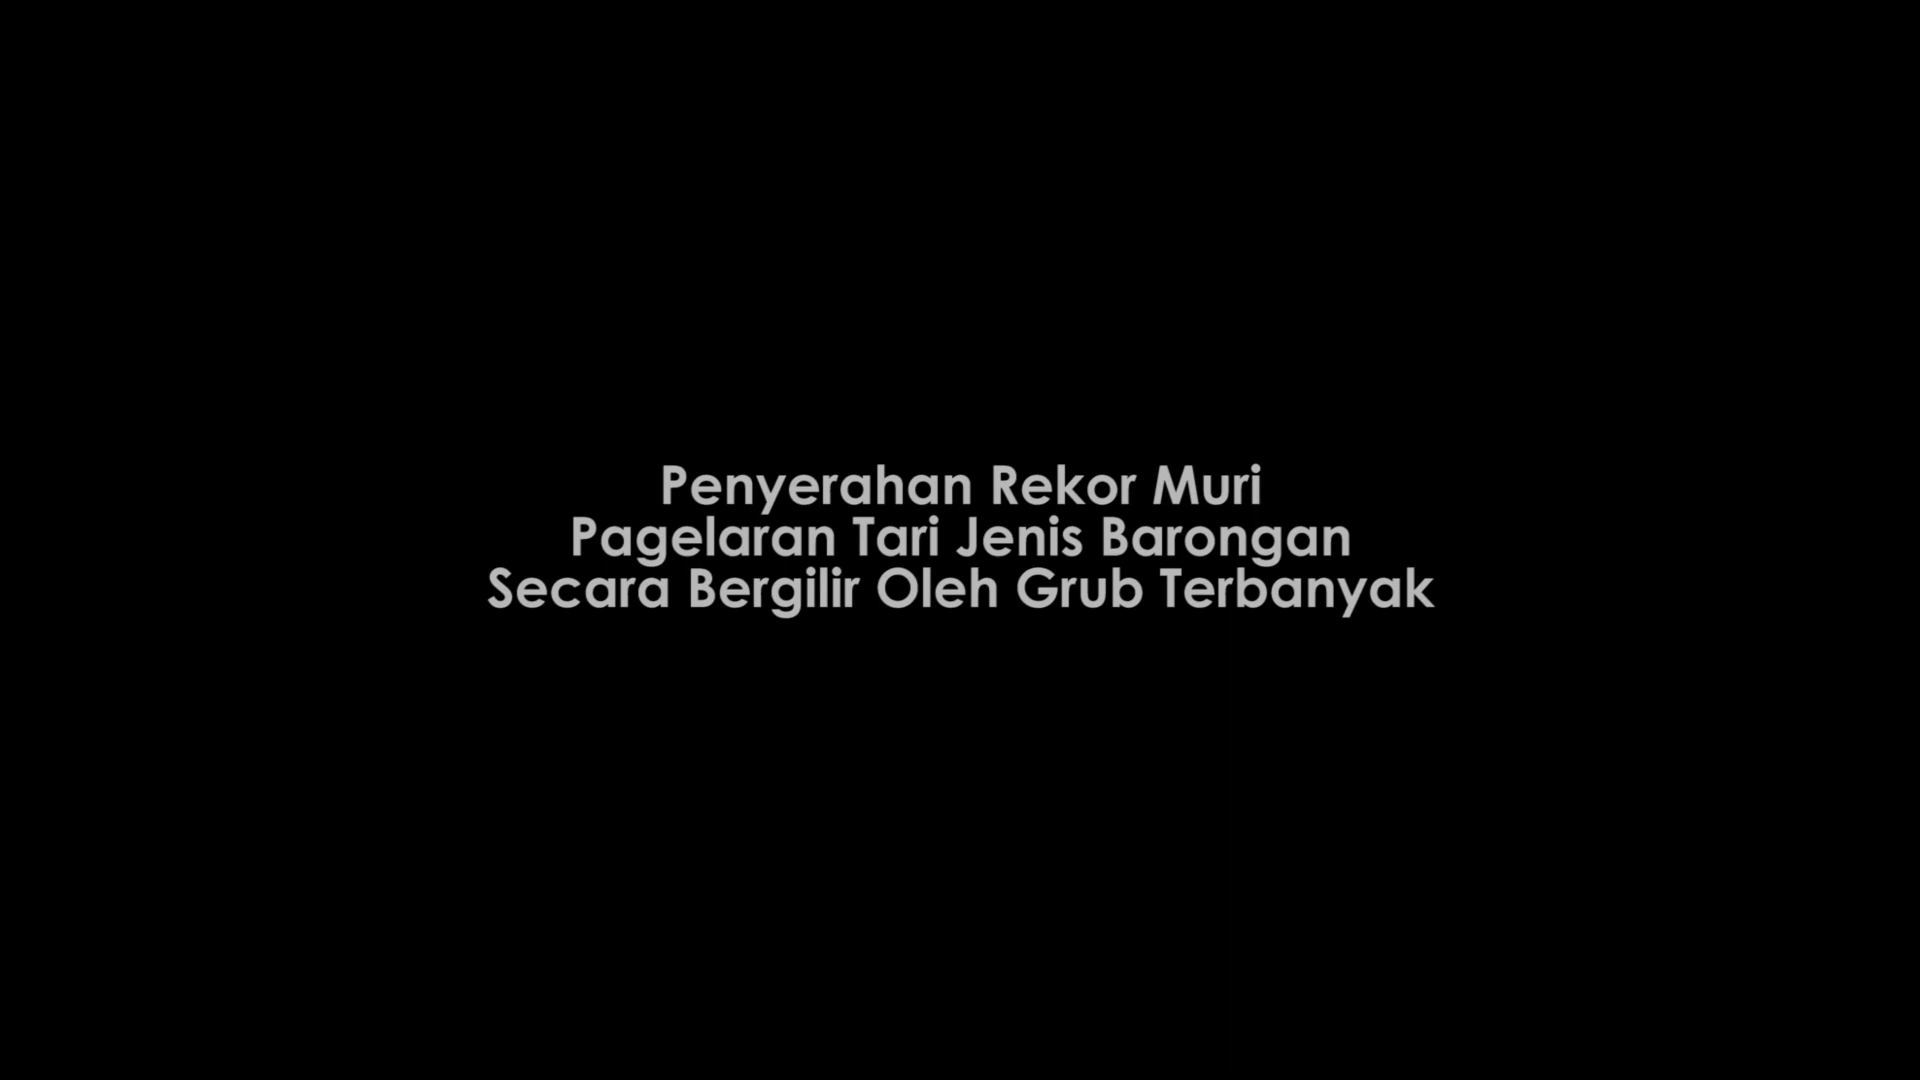 Penyerahan Rekor Muri
Pagelaran Tari Jenis Barongan
Secara Bergilir Oleh Grub Terbanyak